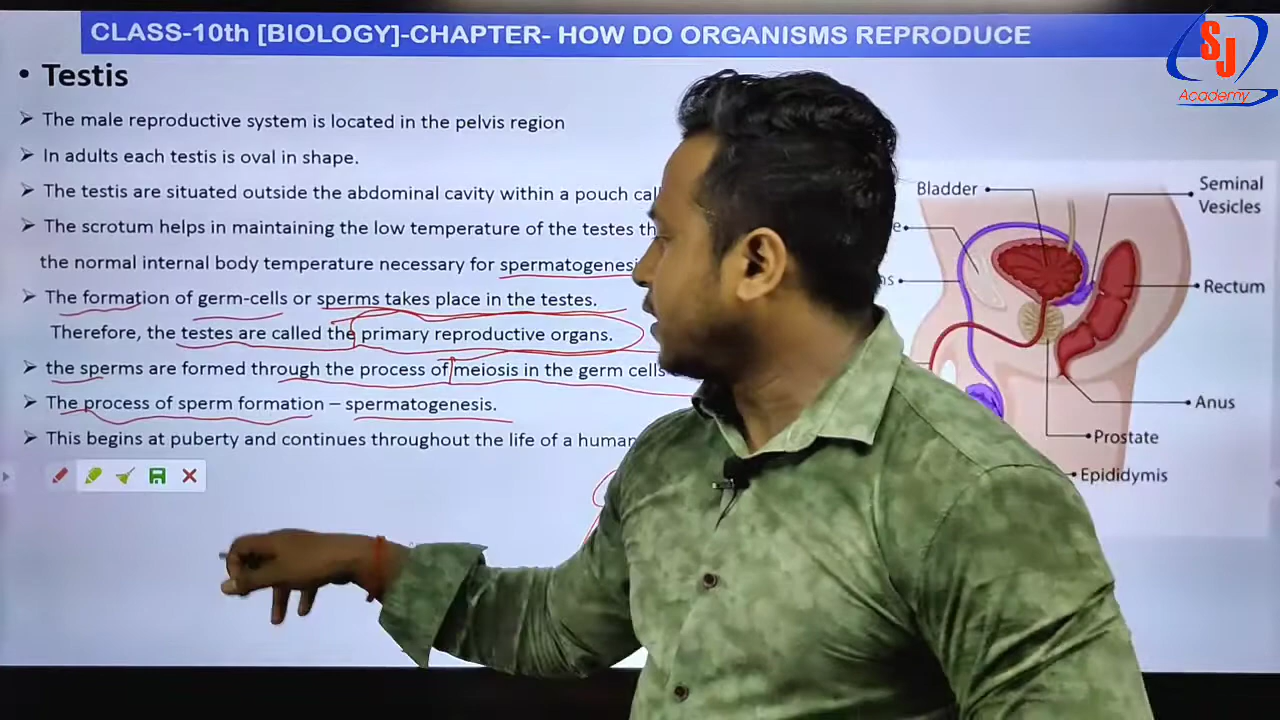 CLASS-10th [BIOLOGY]-CHAPTER- HOW DO ORGANISMS REPRODUCE
SJ
Academy
• Testis
➢ The male reproductive system is located in the pelvis region
➢ In adults each testis is oval in shape.
➢ The testis are situated outside the abdominal cavity within a pouch
➢ The scrotum helps in maintaining the low temperature of the testes
the normal internal body temperature necessary for
➢ The formation of germ-cells or sperms takes place in the testes.
Therefore, the testes are called the primary reproductive organs.
➢ the sperms are formed through the process of meiosis in the germ cells
➢ The process of sperm formation – spermatogenesis.
➢ This begins at puberty and continues throughout the life of a human
Bladder
Seminal
Vesicles
Rectum
Anus
Prostate
Epididymis